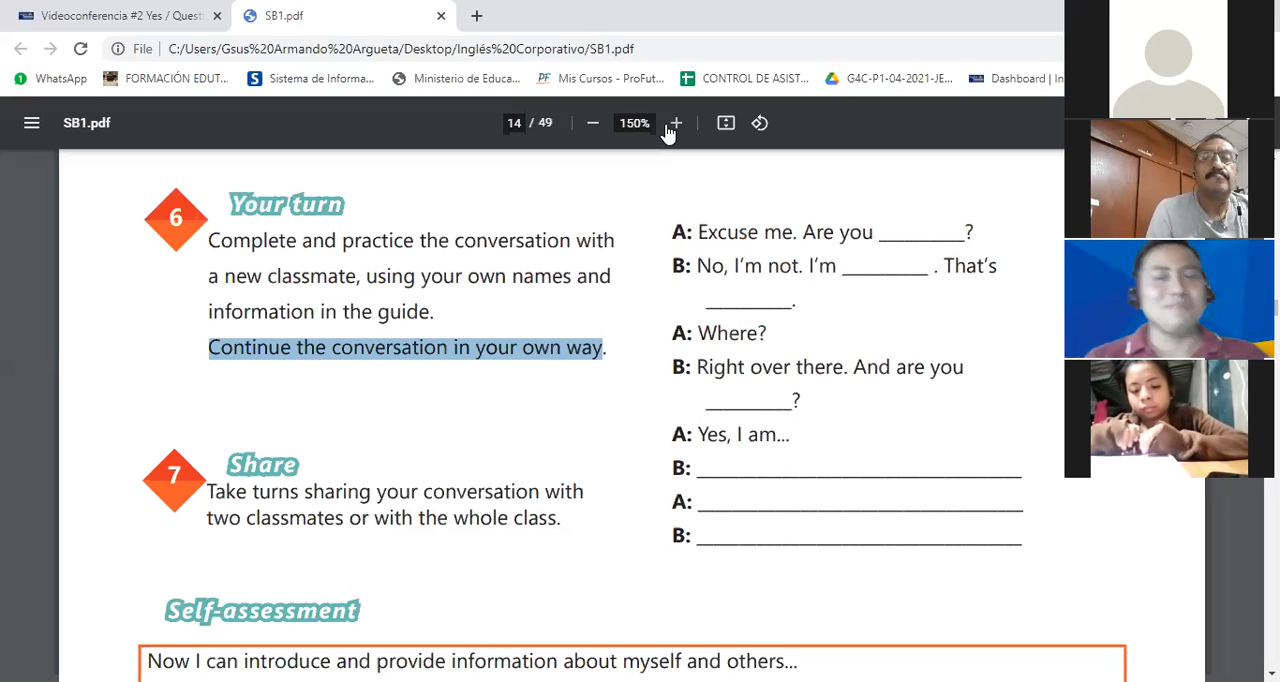 Videoconferencia #2 Yes / Quest
SB1.pdf
File
C:/Users/Gsus%20Armando%20Argueta/Desktop/Inglés%20Corporativo/SB1.pdf
WhatsApp
FORMACIÓN EDUT...
Sistema de Informa...
Ministerio de Educa...
PF Mis Cursos - ProFut...
CONTROL DE ASIST...
G4C-P1-04-2021-JE...
Dashboard | In
SB1.pdf
14 / 49
150%
6 Your turn
Complete and practice the conversation with
a new classmate, using your own names and
information in the guide.
Continue the conversation in your own way.
7 Share
Take turns sharing your conversation with
two classmates or with the whole class.
A: Excuse me. Are you _________?
B: No, I'm not. I'm _________ . That's
_________.
A: Where?
B: Right over there. And are you
_________?
A: Yes, I am...
B: ___________________________________
A: ___________________________________
B: ___________________________________
Self-assessment
Now I can introduce and provide information about myself and others...